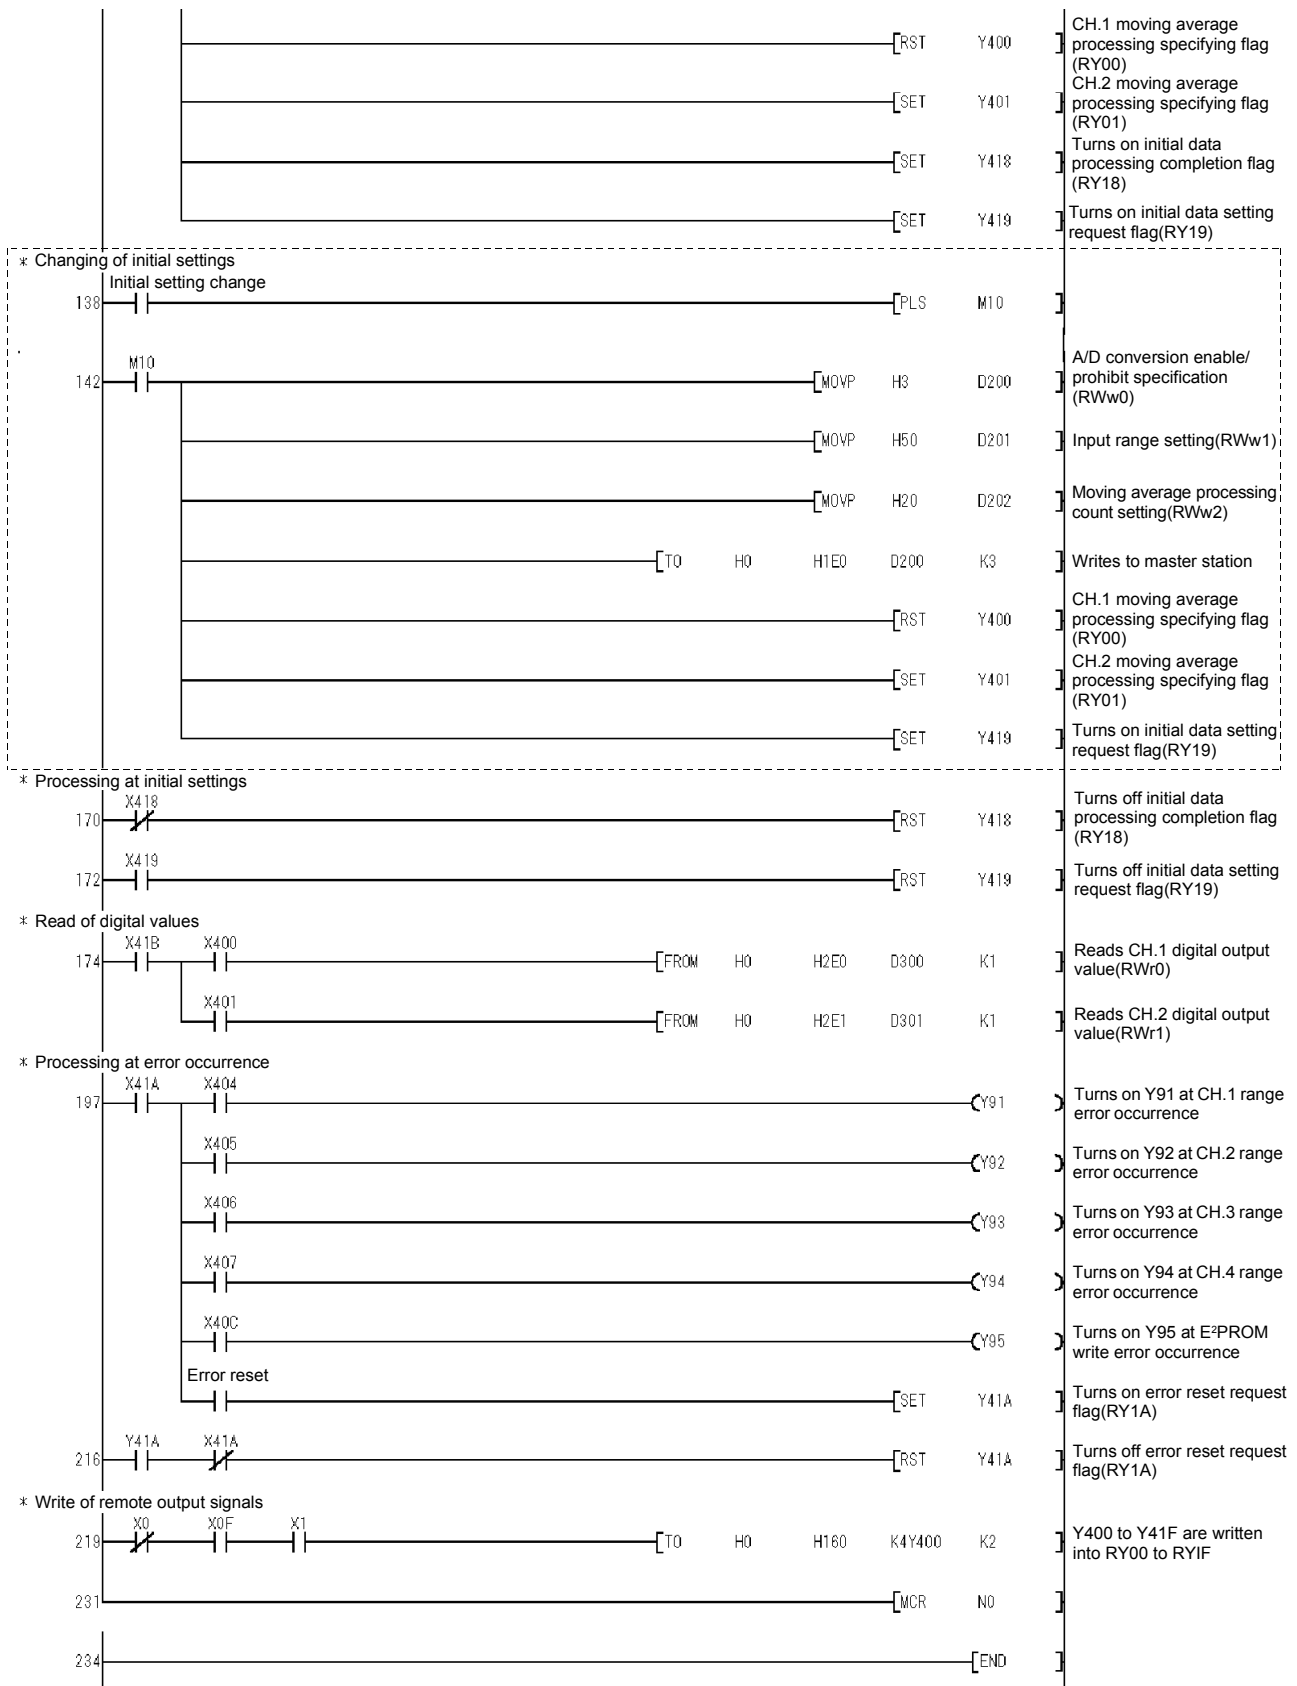 RST Y400 CH.1 moving average
processing specifying flag
(RY00)
SET Y401 CH.2 moving average
processing specifying flag
(RY01)
SET Y418 Turns on initial data
processing completion flag
(RY18)
SET Y419 Turns on initial data setting
request flag(RY19)
* Changing of initial settings
Initial setting change
138 PLS M10
M10
142 MOVP H3 D200 A/D conversion enable/
prohibit specification
(RWw0)
MOVP H50 D201 Input range setting(RWw1)
MOVP H20 D202 Moving average processing
count setting(RWw2)
TO H0 H1E0 D200 K3 Writes to master station
RST Y400 CH.1 moving average
processing specifying flag
(RY00)
SET Y401 CH.2 moving average
processing specifying flag
(RY01)
SET Y419 Turns on initial data setting
request flag(RY19)
* Processing at initial settings
X418
170 RST Y418 Turns off initial data
processing completion flag
(RY18)
X419
172 RST Y419 Turns off initial data setting
request flag(RY19)
* Read of digital values
X41B X400
174 FROM H0 H2E0 D300 K1 Reads CH.1 digital output
value(RWr0)
X401
FROM H0 H2E1 D301 K1 Reads CH.2 digital output
value(RWr1)
* Processing at error occurrence
X41A X404
197 Y91 Turns on Y91 at CH.1 range
error occurrence
X405
Y92 Turns on Y92 at CH.2 range
error occurrence
X406
Y93 Turns on Y93 at CH.3 range
error occurrence
X407
Y94 Turns on Y94 at CH.4 range
error occurrence
X40C
Y95 Turns on Y95 at E²PROM
write error occurrence
Error reset
SET Y41A Turns on error reset request
flag(RY1A)
Y41A X41A
216 RST Y41A Turns off error reset request
flag(RY1A)
* Write of remote output signals
X0 X0F X1
219 TO H0 H160 K4Y400 K2 Y400 to Y41F are written
into RY00 to RYIF
231 MCR N0
234 END